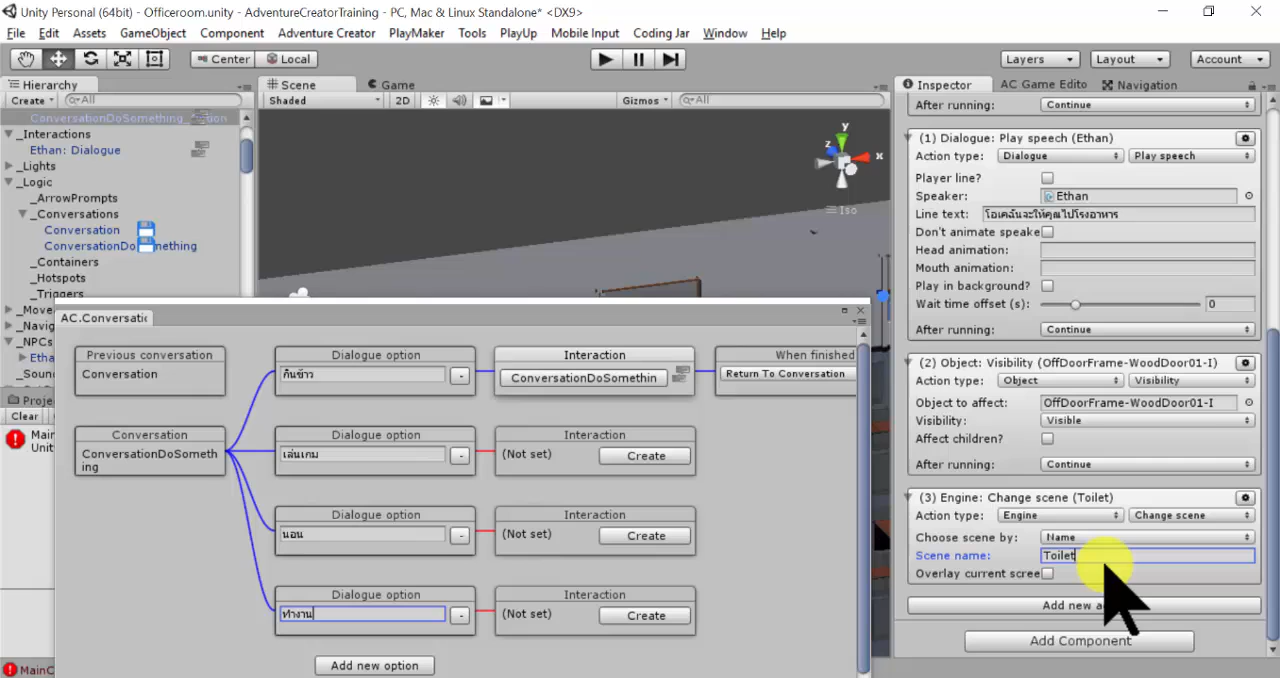 Unity Personal (64bit) - Officeroom.unity - AdventureCreatorTraining - PC, Mac & Linux Standalone* <DX9>
File Edit Assets GameObject Component Adventure Creator PlayMaker Tools PlayUp Mobile Input Coding Jar Window Help
Center Local Layers Layout Account
Hierarchy
Create All
ConversationDoSomething
_Interactions
Ethan: Dialogue
_Lights
_Logic
_ArrowPrompts
_Conversations
Conversation
_Containers
_Hotspots
_Triggers
_NPCs
Clear
Scene Game
Shaded 2D Gizmos All
y
z x
Iso
AC.Conversatio
Previous conversation
Conversation
Conversation
ConversationDoSometh
ing
Dialogue option Interaction When finished
กินข้าว - ConversationDoSomethin Return To Conversation
Dialogue option Interaction
เล่นเกม - (Not set) Create
Dialogue option Interaction
นอน - (Not set) Create
Dialogue option Interaction
ทำงาน - (Not set) Create
Add new option
Inspector AC Game Edito Navigation
After running: Continue
(1) Dialogue: Play speech (Ethan)
Action type: Dialogue Play speech
Player line?
Speaker: Ethan
Line text: โอเคฉันจะให้คุณไปโรงอาหาร
Don't animate speake
Head animation:
Mouth animation:
Play in background?
Wait time offset (s): 0
After running: Continue
(2) Object: Visibility (OffDoorFrame-WoodDoor01-I)
Action type: Object Visibility
Object to affect: OffDoorFrame-WoodDoor01-I
Visibility: Visible
Affect children?
After running: Continue
(3) Engine: Change scene (Toilet)
Action type: Engine Change scene
Choose scene by: Name
Scene name: Toilet
Overlay current scree
Add new a
Add Component